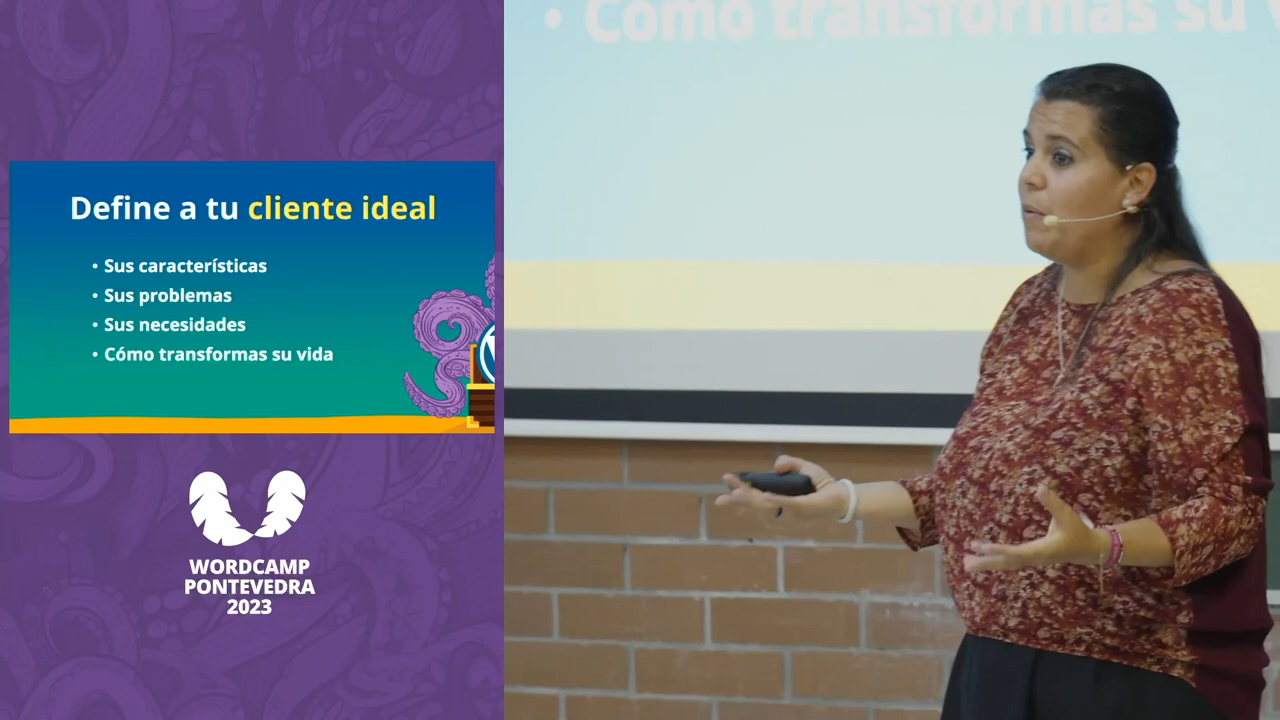 Define a tu cliente ideal
• Sus características
• Sus problemas
• Sus necesidades
• Cómo transformas su vida
WORDCAMP
PONTEVEDRA
2023
• Cómo transformas su